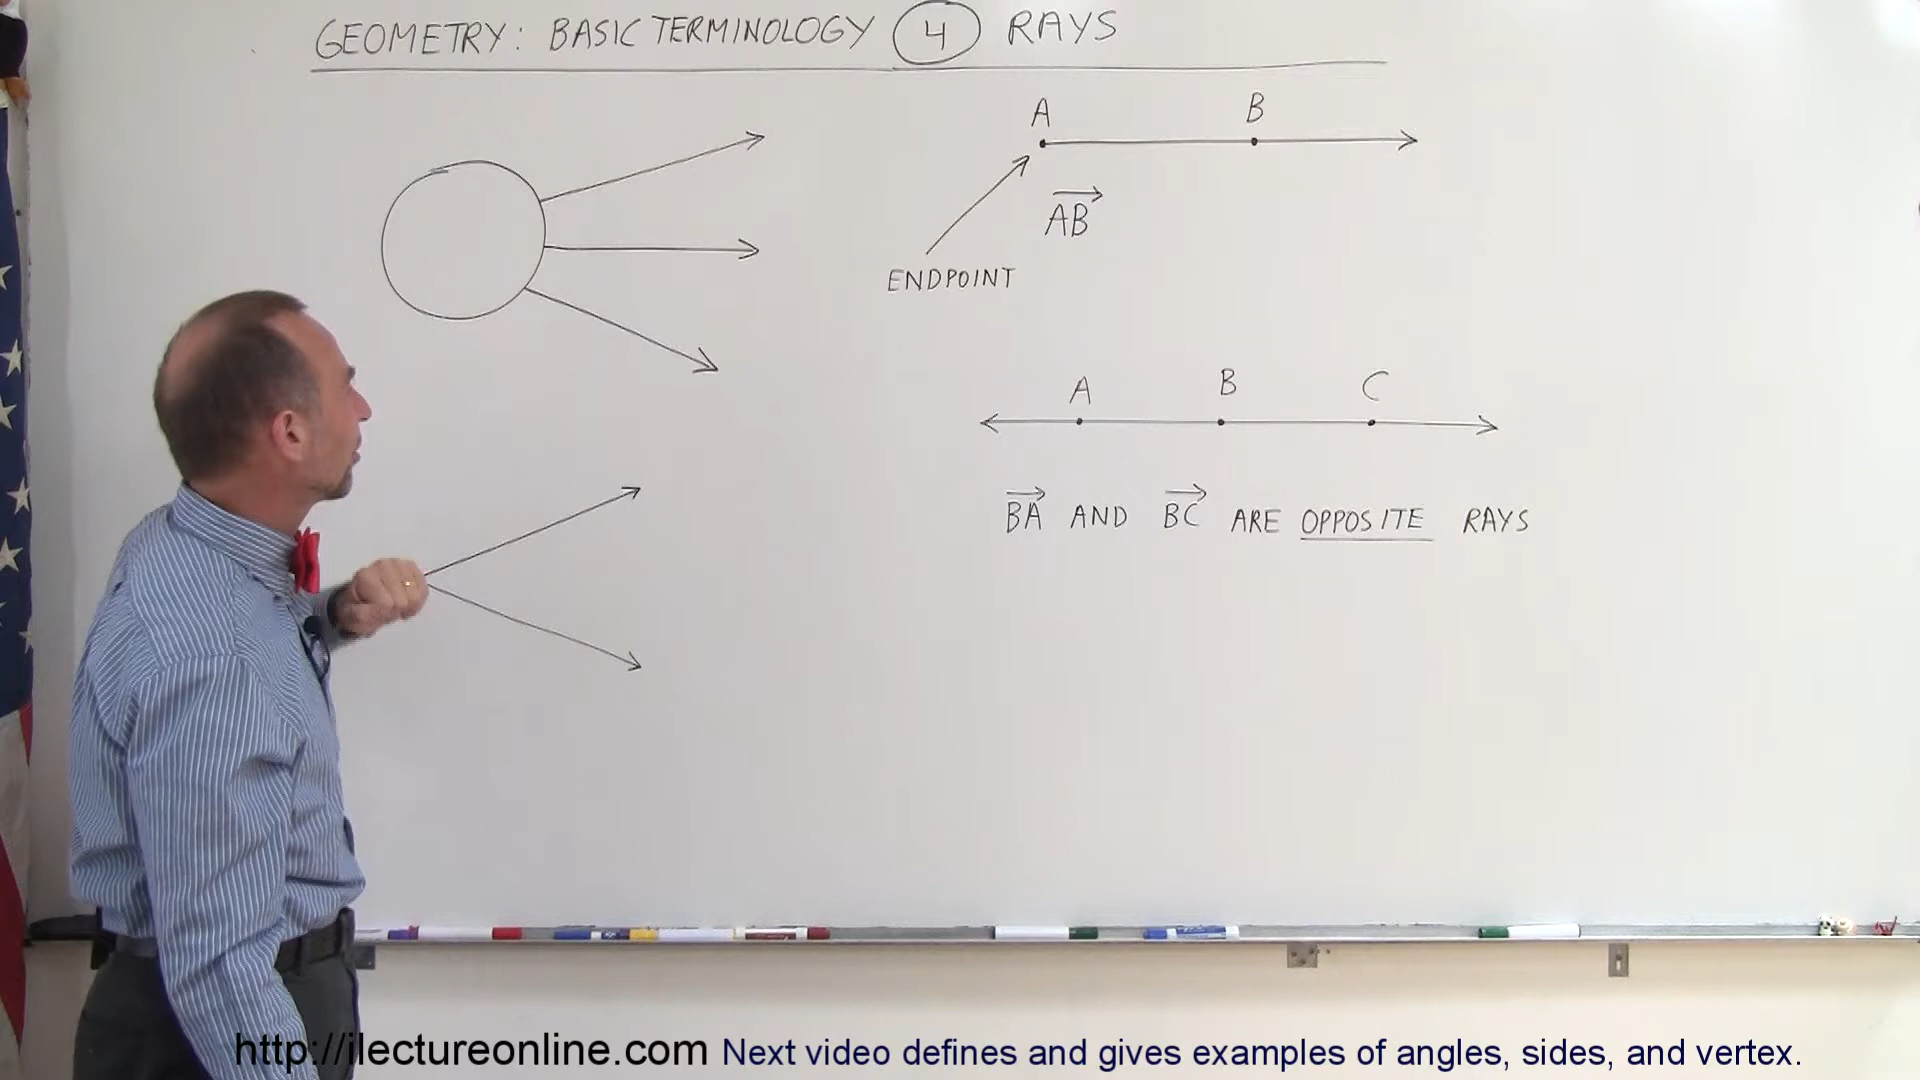 GEOMETRY: BASIC TERMINOLOGY 4 RAYS
A B
AB
ENDPOINT
A B C
BA AND BC ARE OPPOSITE RAYS
http://ilectureonline.com Next video defines and gives examples of angles, sides, and vertex.